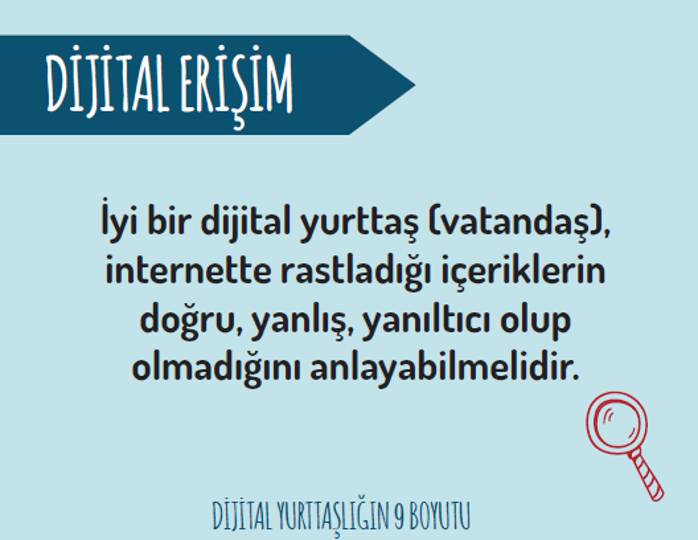 DİJİTAL ERİŞİM
İyi bir dijital yurttaş (vatandaş),
internette rastladığı içeriklerin
doğru, yanlış, yanıltıcı olup
olmadığını anlayabilmelidir.
DİJİTAL YURTTAŞLIĞIN 9 BOYUTU